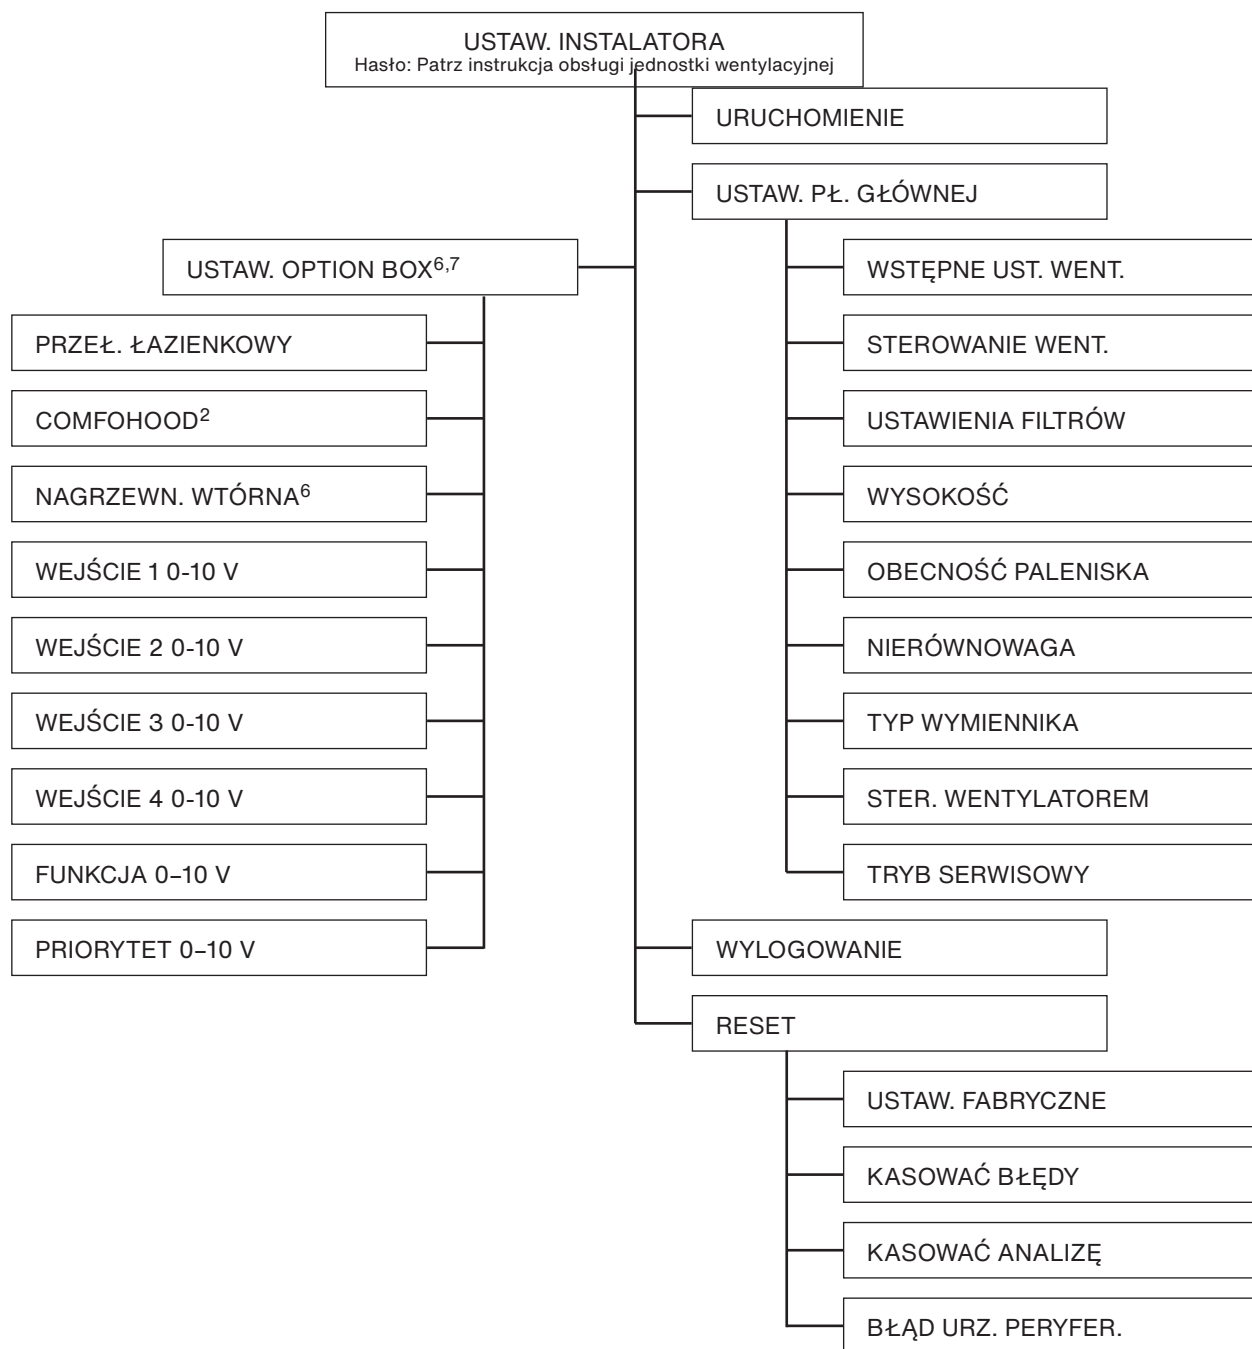 USTAW. INSTALATORA
Hasło: Patrz instrukcja obsługi jednostki wentylacyjnej
URUCHOMIENIE
USTAW. PŁ. GŁÓWNEJ
WSTĘPNE UST. WENT.
STEROWANIE WENT.
USTAWIENIA FILTRÓW
WYSOKOŚĆ
OBECNOŚĆ PALENISKA
NIERÓWNOWAGA
TYP WYMIENNIKA
STER. WENTYLATOREM
TRYB SERWISOWY
USTAW. OPTION BOX6,7
PRZEŁ. ŁAZIENKOWY
COMFOHOOD2
NAGRZEWN. WTÓRNA6
WEJŚCIE 1 0-10 V
WEJŚCIE 2 0-10 V
WEJŚCIE 3 0-10 V
WEJŚCIE 4 0-10 V
FUNKCJA 0–10 V
PRIORYTET 0–10 V
WYLOGOWANIE
RESET
USTAW. FABRYCZNE
KASOWAĆ BŁĘDY
KASOWAĆ ANALIZĘ
BŁĄD URZ. PERYFER.